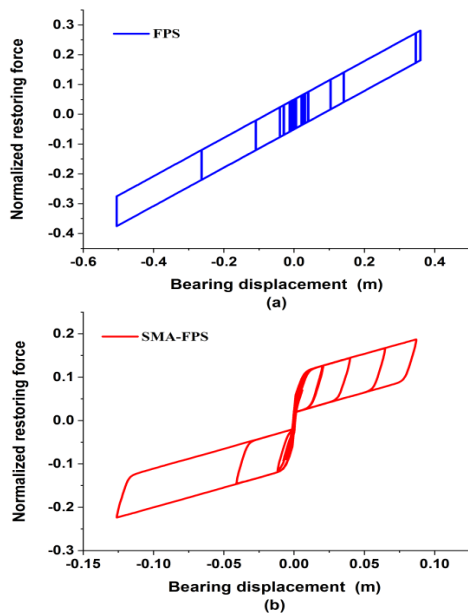 FPS
Normalized restoring force
0.3
0.2
0.1
0.0
-0.1
-0.2
-0.3
-0.4
-0.6 -0.4 -0.2 0.0 0.2 0.4
Bearing displacement (m)
(a)
SMA-FPS
Normalized restoring force
0.2
0.1
0.0
-0.1
-0.2
-0.3
-0.15 -0.10 -0.05 0.00 0.05 0.10
Bearing displacement (m)
(b)